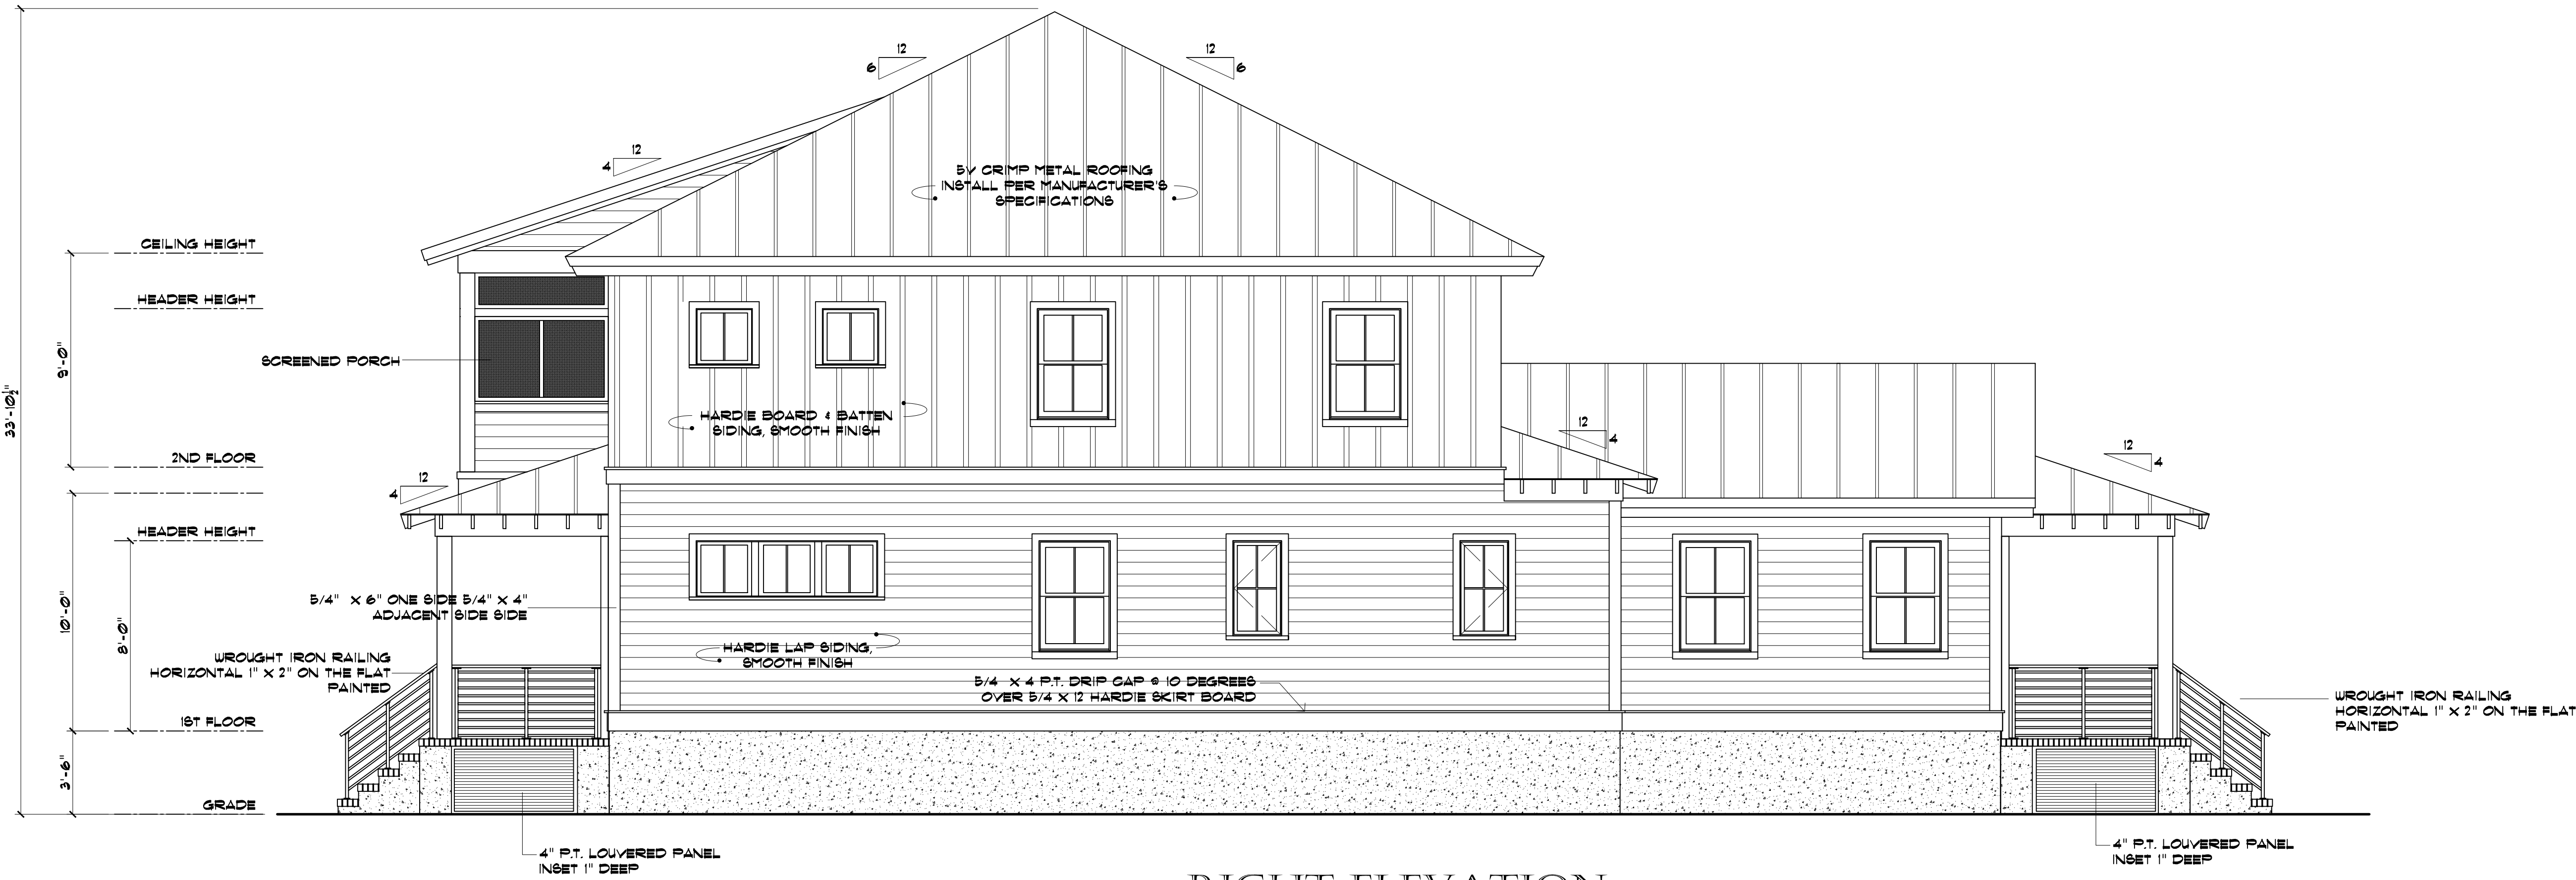 12
6
12
6
12
4
5V CRIMP METAL ROOFING
INSTALL PER MANUFACTURER'S
SPECIFICATIONS
CEILING HEIGHT
HEADER HEIGHT
9'-0"
SCREENED PORCH
33'-10½"
HARDIE BOARD & BATTEN
SIDING, SMOOTH FINISH
12
4
12
4
2ND FLOOR
12
4
HEADER HEIGHT
10'-0"
8'-0"
5/4" X 6" ONE SIDE 5/4" X 4"
ADJACENT SIDE SIDE
HARDIE LAP SIDING,
SMOOTH FINISH
WROUGHT IRON RAILING
HORIZONTAL 1" X 2" ON THE FLAT
PAINTED
5/4 X 4 P.T. DRIP CAP @ 10 DEGREES
OVER 5/4 X 12 HARDIE SKIRT BOARD
WROUGHT IRON RAILING
HORIZONTAL 1" X 2" ON THE FLAT
PAINTED
1ST FLOOR
3'-6"
GRADE
4" P.T. LOUVERED PANEL
INSET 1" DEEP
4" P.T. LOUVERED PANEL
INSET 1" DEEP
RIGHT ELEVATION